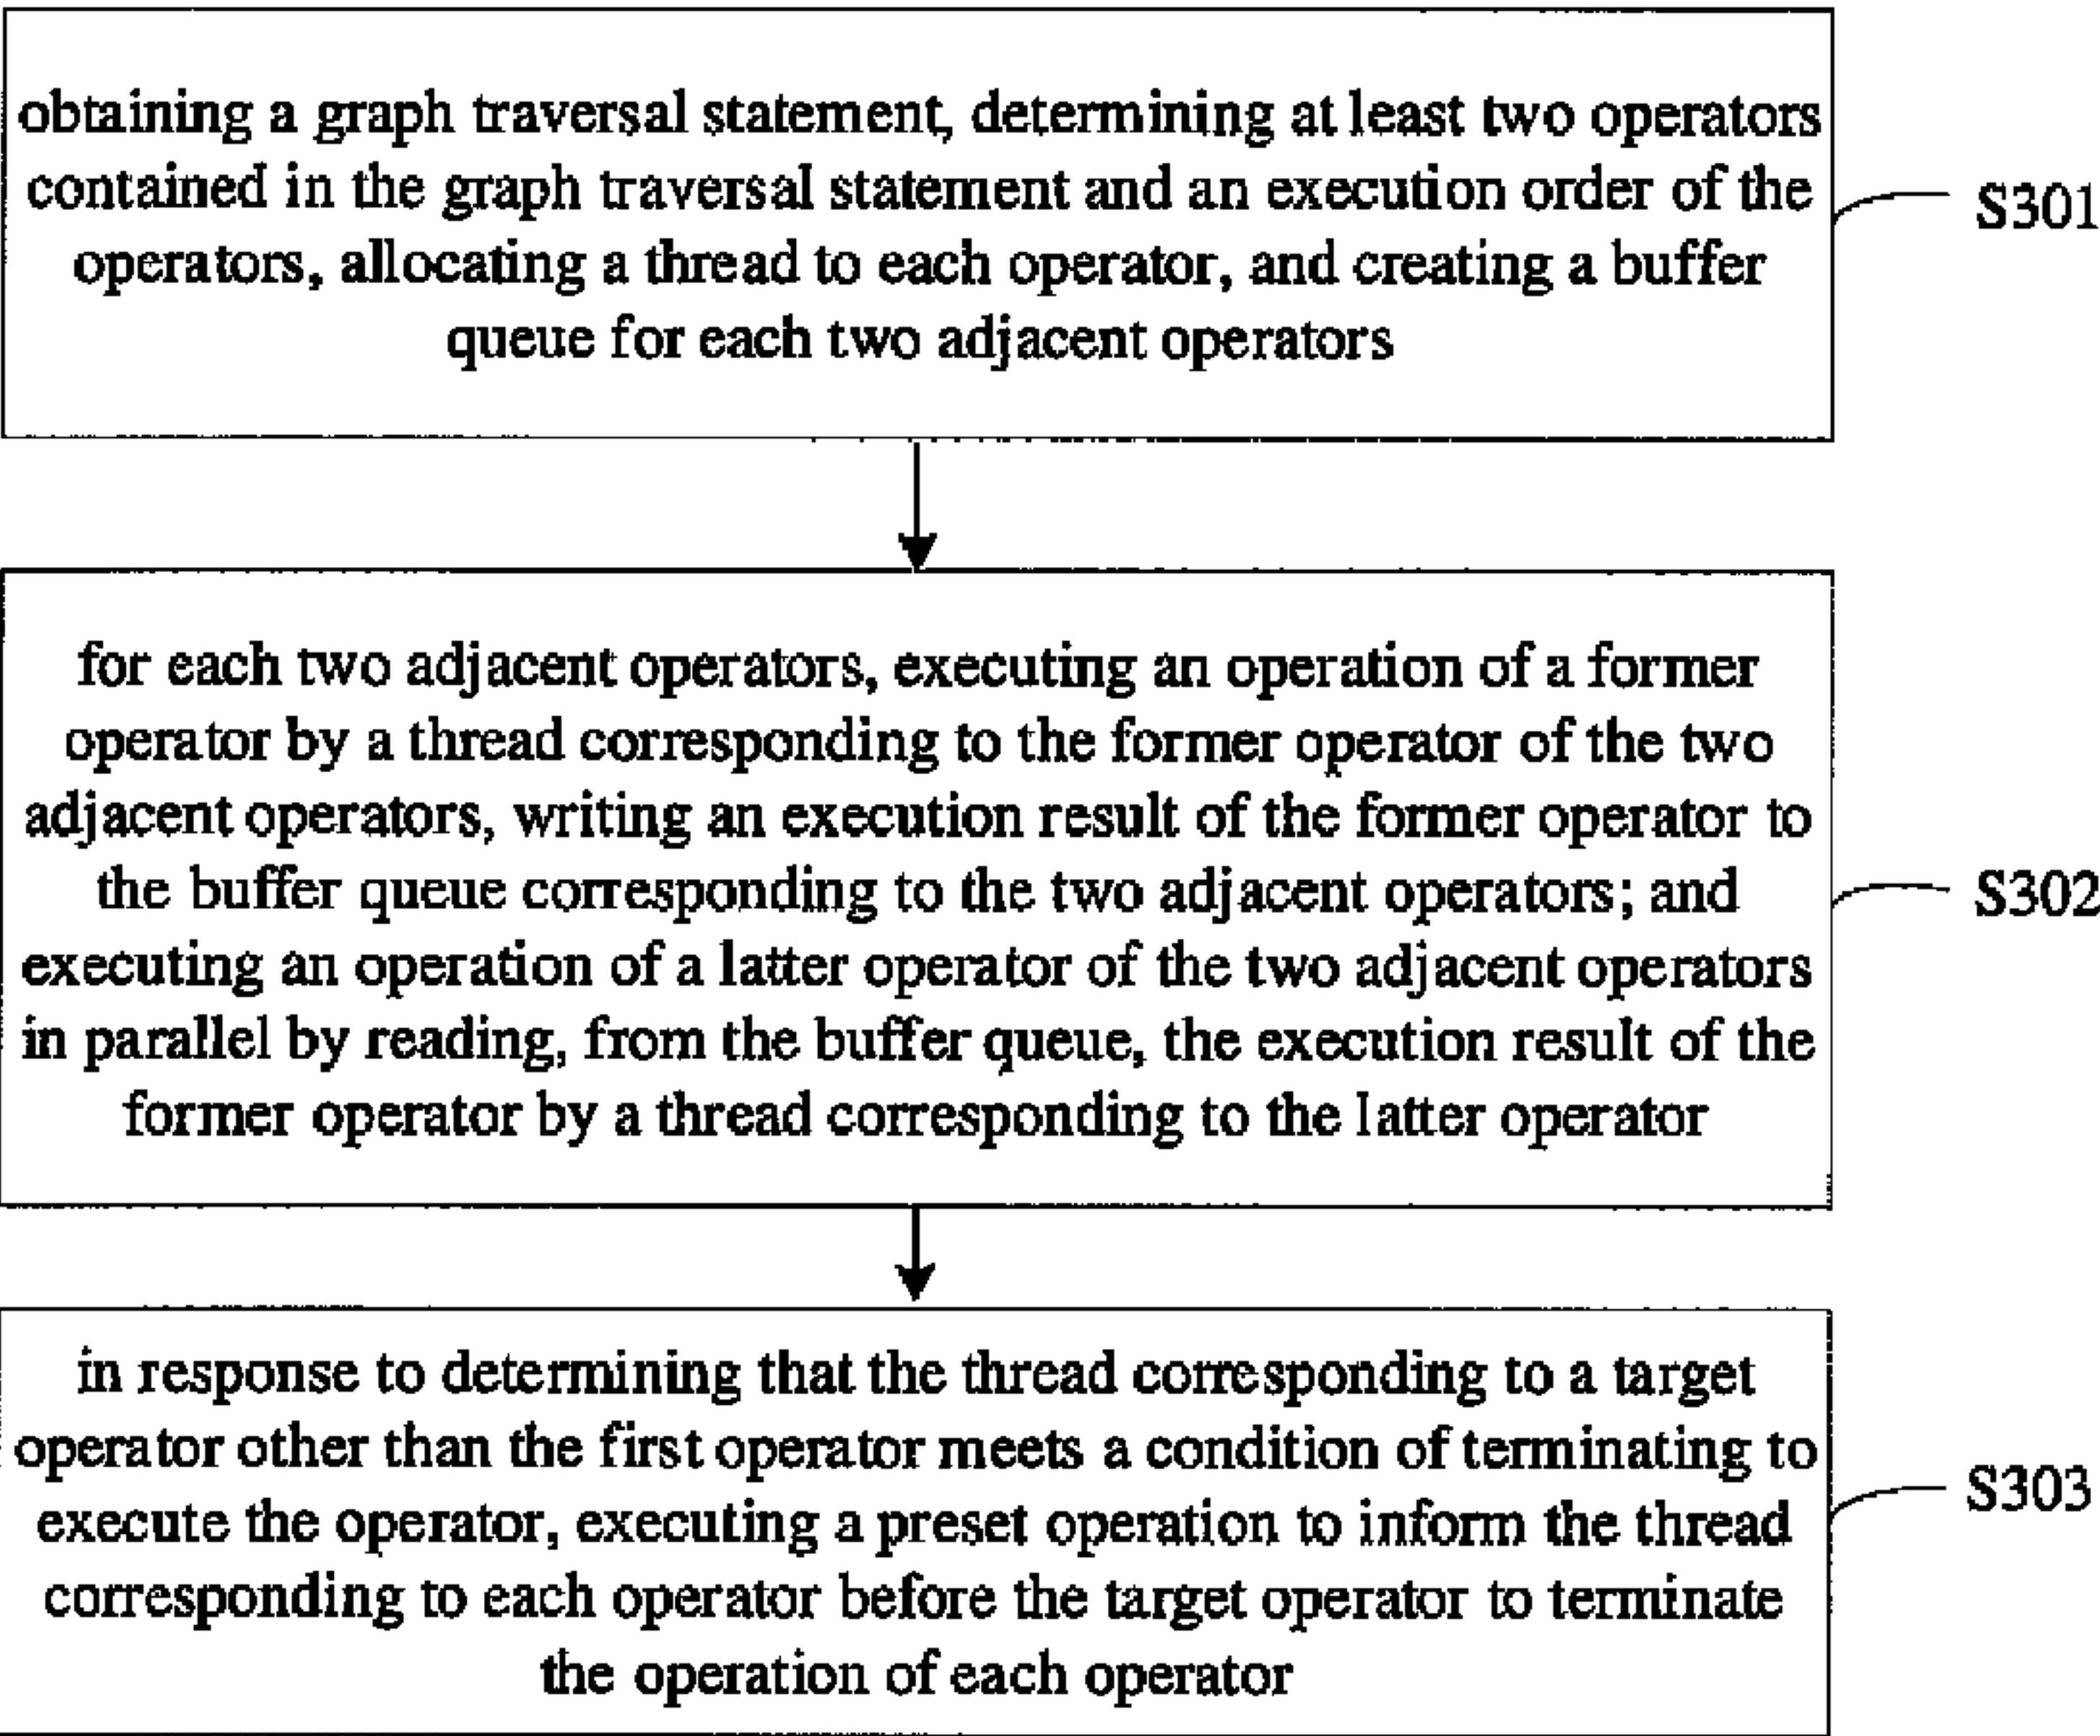 obtaining a graph traversal statement, determining at least two operators
contained in the graph traversal statement and an execution order of the
operators, allocating a thread to each operator, and creating a buffer
queue for each two adjacent operators
S301
for each two adjacent operators, executing an operation of a former
operator by a thread corresponding to the former operator of the two
adjacent operators, writing an execution result of the former operator to
the buffer queue corresponding to the two adjacent operators; and
executing an operation of a latter operator of the two adjacent operators
in parallel by reading, from the buffer queue, the execution result of the
former operator by a thread corresponding to the latter operator
S302
in response to determining that the thread corresponding to a target
operator other than the first operator meets a condition of terminating to
execute the operator, executing a preset operation to inform the thread
corresponding to each operator before the target operator to terminate
the operation of each operator
S303